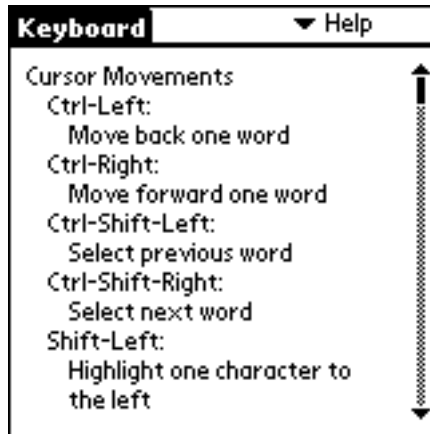 Keyboard
Help
Cursor Movements
Ctrl-Left:
Move back one word
Ctrl-Right:
Move forward one word
Ctrl-Shift-Left:
Select previous word
Ctrl-Shift-Right:
Select next word
Shift-Left:
Highlight one character to
the left